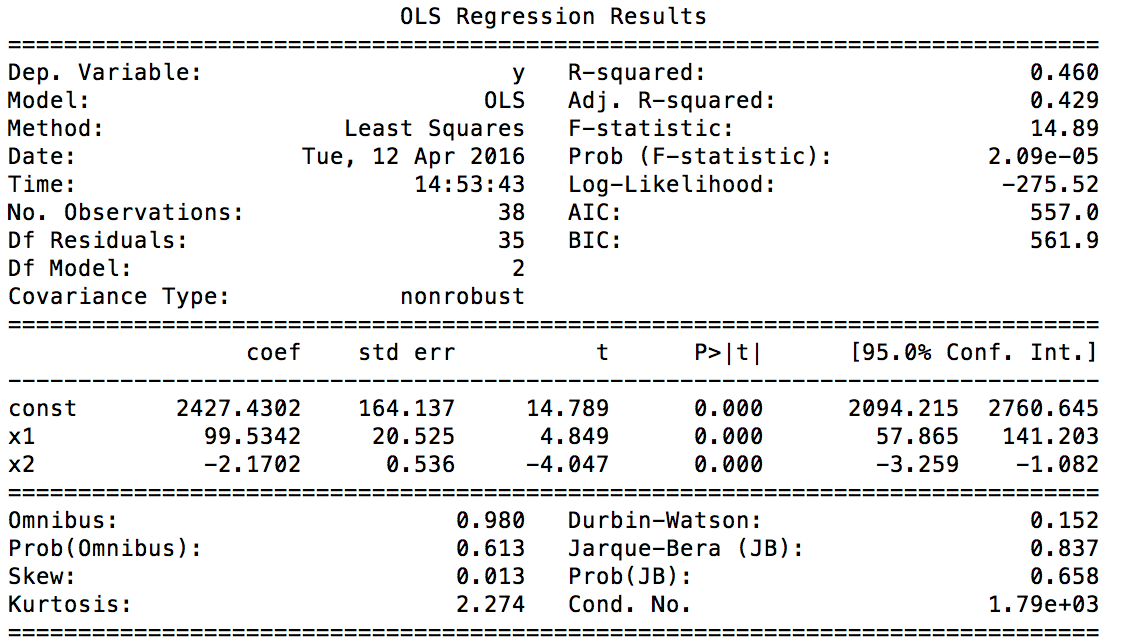 OLS Regression Results
==============================================================================
Dep. Variable:                      y   R-squared:                       0.460
Model:                            OLS   Adj. R-squared:                  0.429
Method:                 Least Squares   F-statistic:                     14.89
Date:                Tue, 12 Apr 2016   Prob (F-statistic):           2.09e-05
Time:                        14:53:43   Log-Likelihood:                -275.52
No. Observations:                  38   AIC:                             557.0
Df Residuals:                      35   BIC:                             561.9
Df Model:                           2
Covariance Type:            nonrobust
==============================================================================
                 coef    std err          t      P>|t|      [95.0% Conf. Int.]
------------------------------------------------------------------------------
const       2427.4302    164.137     14.789      0.000      2094.215  2760.645
x1            99.5342     20.525      4.849      0.000        57.865   141.203
x2            -2.1702      0.536     -4.047      0.000        -3.259    -1.082
==============================================================================
Omnibus:                        0.980   Durbin-Watson:                   0.152
Prob(Omnibus):                  0.613   Jarque-Bera (JB):                0.837
Skew:                           0.013   Prob(JB):                        0.658
Kurtosis:                       2.274   Cond. No.                     1.79e+03
==============================================================================